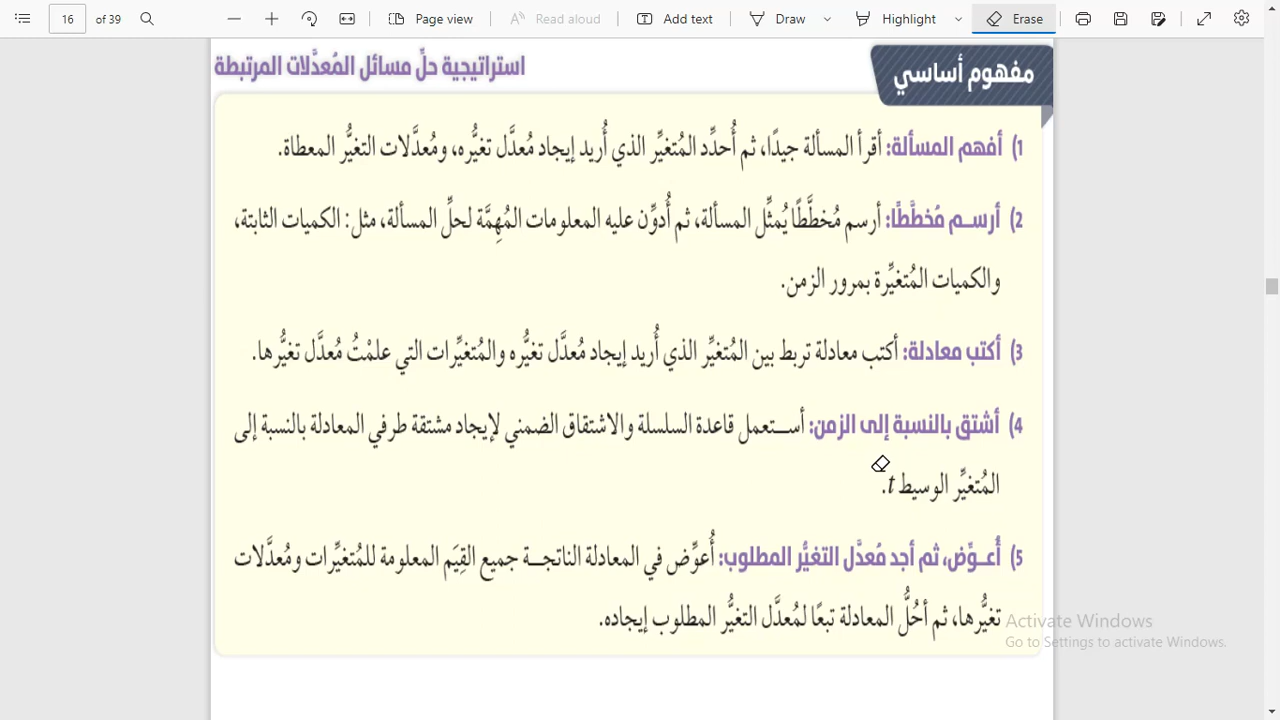 16 of 39 Page view Read aloud Add text Draw Highlight Erase
مفهوم أساسي
استراتيجية حلِّ مسائل المُعدَّلات المرتبطة
1) أفهم المسألة: أقرأ المسألة جيدًا، ثم أُحدِّد المُتغيِّر الذي أُريد إيجاد مُعدَّل تغيُّره، ومُعدَّلات التغيُّر المعطاة.
2) أرسم مُخطَّطًا: أرسم مُخطَّطًا يُمثِّل المسألة، ثم أُدوِّن عليه المعلومات المُهِمَّة لحلِّ المسألة، مثل: الكميات الثابتة،
والكميات المُتغيِّرة بمرور الزمن.
3) أكتب معادلة: أكتب معادلة تربط بين المُتغيِّر الذي أُريد إيجاد مُعدَّل تغيُّره والمُتغيِّرات التي علمْتُ مُعدَّل تغيُّرها.
4) أشتق بالنسبة إلى الزمن: أستعمل قاعدة السلسلة والاشتقاق الضمني لإيجاد مشتقة طرفي المعادلة بالنسبة إلى
المُتغيِّر الوسيط t.
5) أُعوِّض، ثم أجد مُعدَّل التغيُّر المطلوب: أُعوِّض في المعادلة الناتجة جميع القِيَم المعلومة للمُتغيِّرات ومُعدَّلات
تغيُّرها، ثم أحُلُّ المعادلة تبعًا لمُعدَّل التغيُّر المطلوب إيجاده.
Activate Windows
Go to Settings to activate Windows.